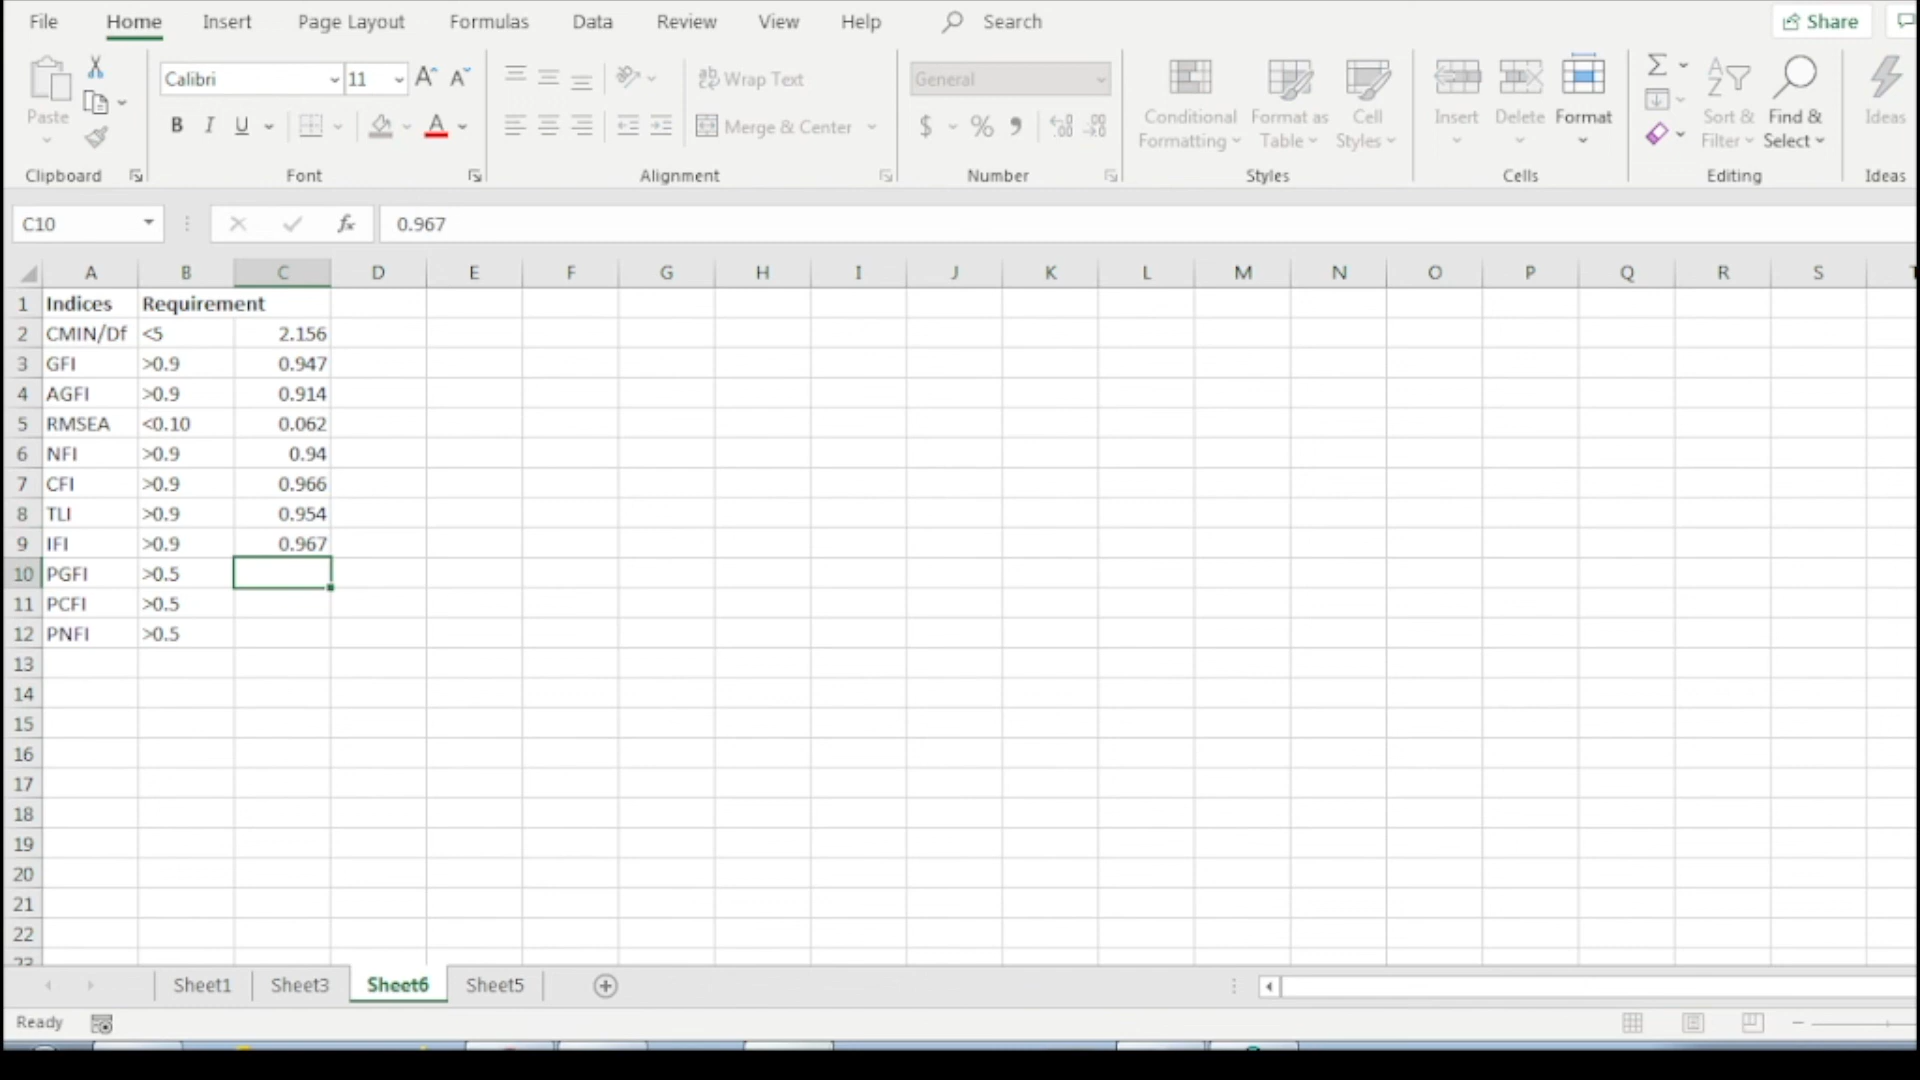 File Home Insert Page Layout Formulas Data Review View Help Search Share
Calibri 11 A A Wrap Text General
Paste Conditional Format as Cell Insert Delete Format Sort & Find & Ideas
B I U A Merge & Center $ % Formatting Table Styles Filter Select
Clipboard Font Alignment Number Styles Cells Editing Ideas
C10 fx 0.967
A B C D E F G H I J K L M N O P Q R S
1 Indices Requirement
2 CMIN/Df <5 2.156
3 GFI >0.9 0.947
4 AGFI >0.9 0.914
5 RMSEA <0.10 0.062
6 NFI >0.9 0.94
7 CFI >0.9 0.966
8 TLI >0.9 0.954
9 IFI >0.9 0.967
10 PGFI >0.5
11 PCFI >0.5
12 PNFI >0.5
13
14
15
16
17
18
19
20
21
22
23
Sheet1 Sheet3 Sheet6 Sheet5
Ready